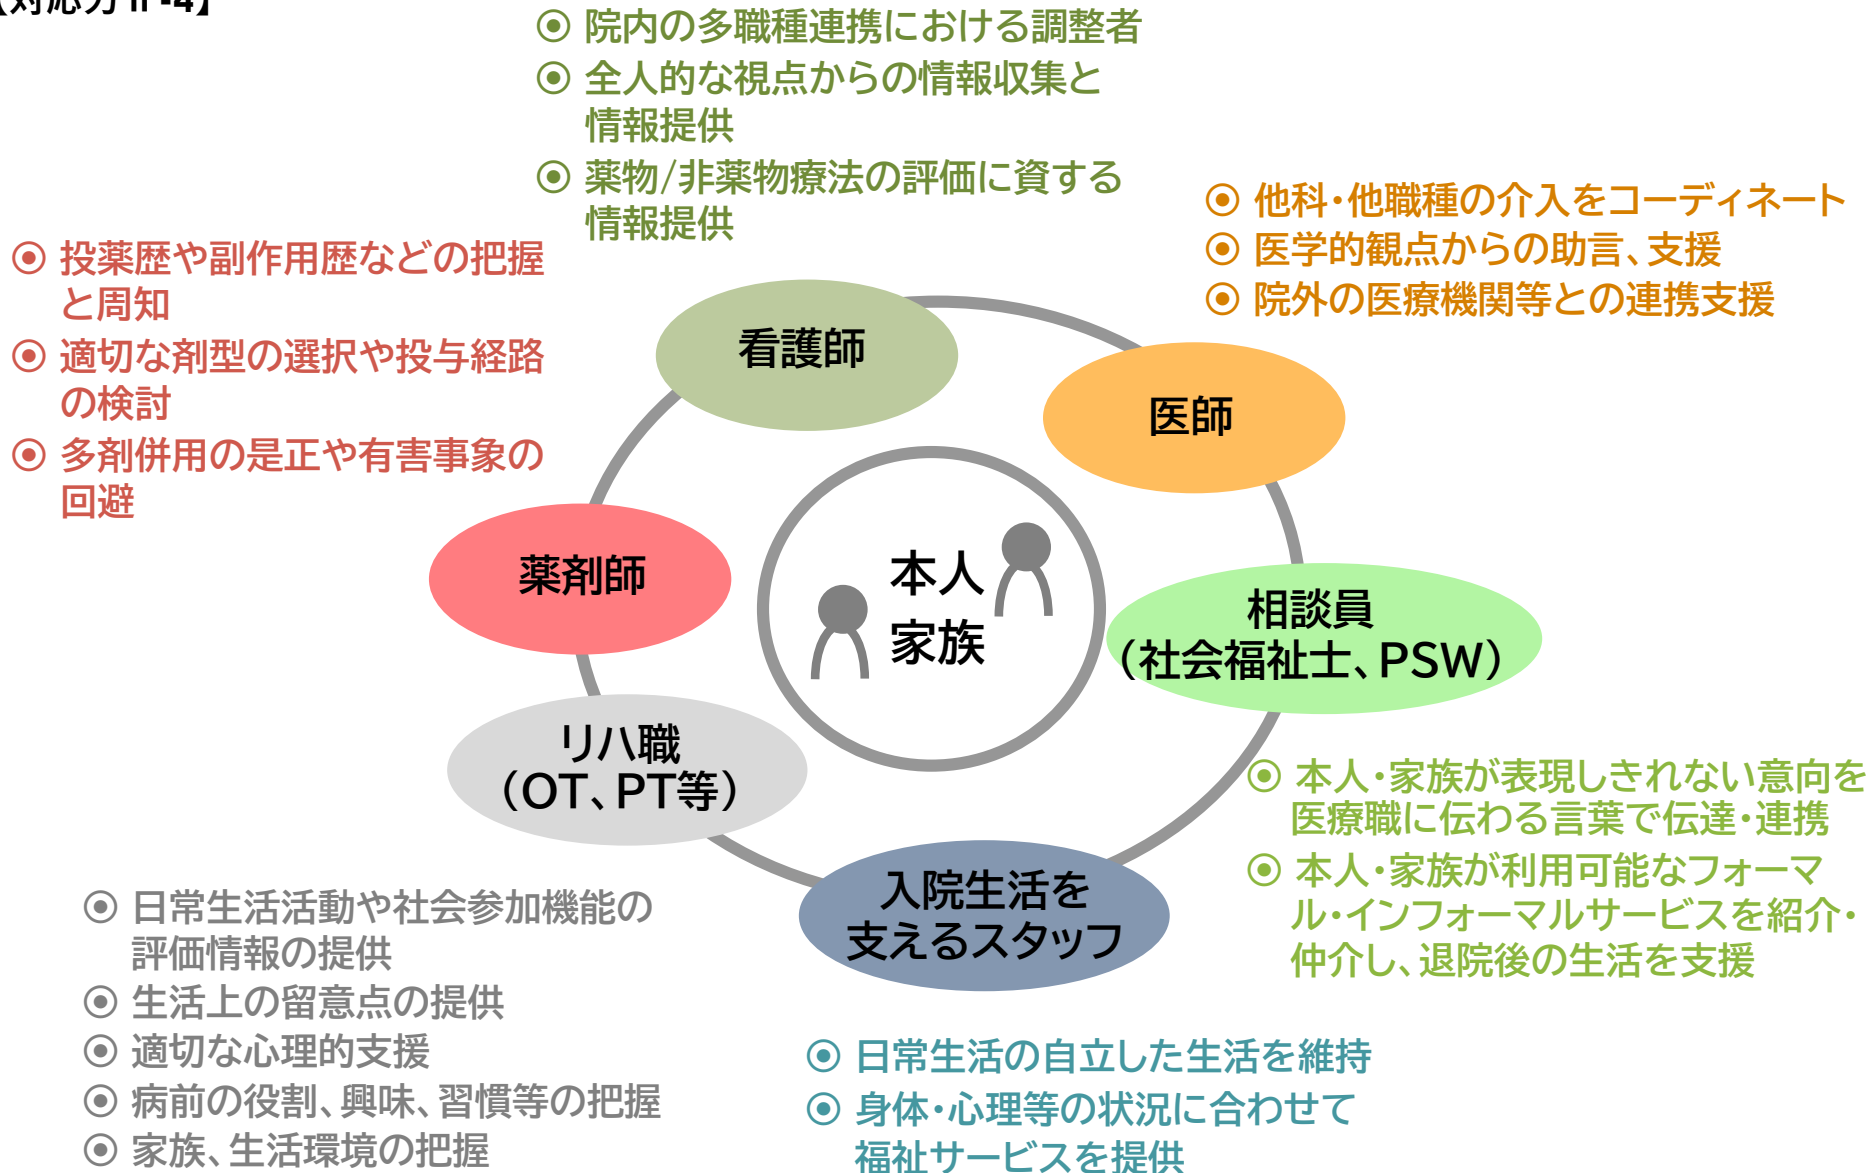 【対応力 Ⅱ-4】
◉ 院内の多職種連携における調整者
◉ 全人的な視点からの情報収集と
情報提供
◉ 薬物/非薬物療法の評価に資する
情報提供
◉ 他科・他職種の介入をコーディネート
◉ 医学的観点からの助言、支援
◉ 院外の医療機関等との連携支援
◉ 投薬歴や副作用歴などの把握
と周知
◉ 適切な剤型の選択や投与経路
の検討
◉ 多剤併用の是正や有害事象の
回避
看護師
医師
薬剤師
本人
家族
相談員
（社会福祉士、PSW）
リハ職
（OT、PT等）
入院生活を
支えるスタッフ
◉ 本人・家族が表現しきれない意向を
医療職に伝わる言葉で伝達・連携
◉ 本人・家族が利用可能なフォーマ
ル・インフォーマルサービスを紹介・
仲介し、退院後の生活を支援
◉ 日常生活活動や社会参加機能の
評価情報の提供
◉ 生活上の留意点の提供
◉ 適切な心理的支援
◉ 病前の役割、興味、習慣等の把握
◉ 家族、生活環境の把握
◉ 日常生活の自立した生活を維持
◉ 身体・心理等の状況に合わせて
福祉サービスを提供